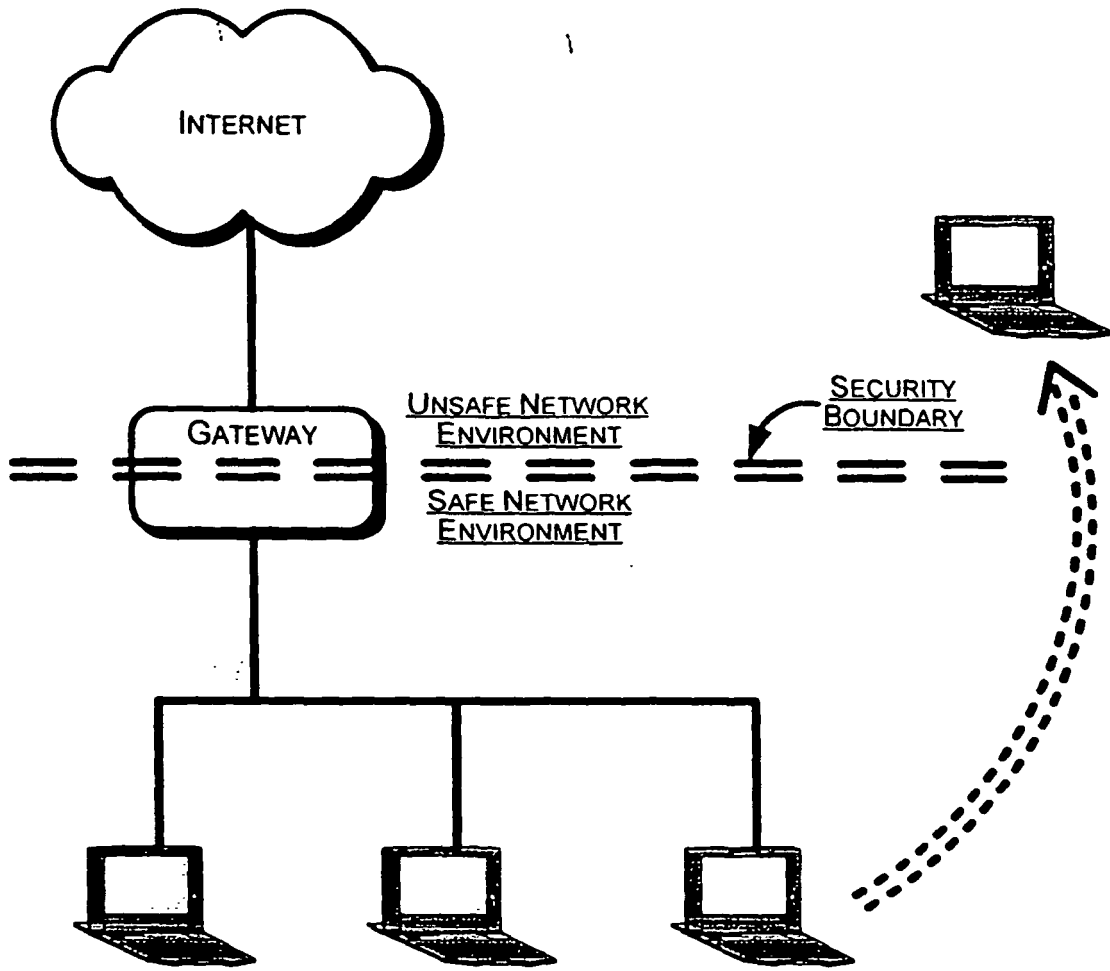 INTERNET
GATEWAY
UNSAFE NETWORK
ENVIRONMENT
SECURITY
BOUNDARY
SAFE NETWORK
ENVIRONMENT